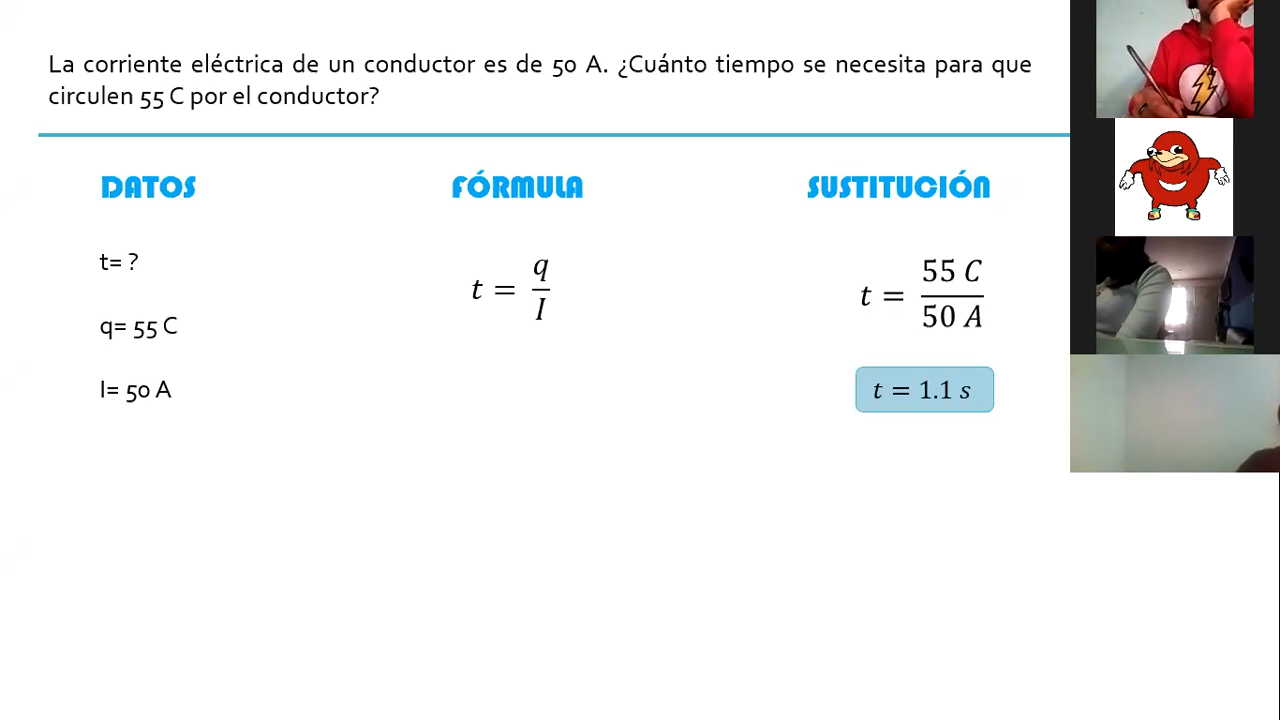 La corriente eléctrica de un conductor es de 50 A. ¿Cuánto tiempo se necesita para que
circulen 55 C por el conductor?
DATOS
FÓRMULA
SUSTITUCIÓN
t= ?
q= 55 C
I= 50 A
t = q/I
t = 55 C/50 A
t = 1.1 s